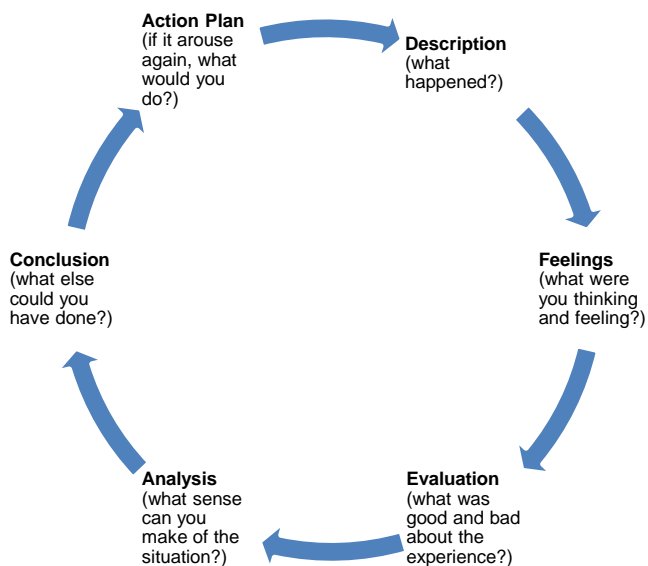 Action Plan
(if it arouse
again, what
would you
do?)
Description
(what
happened?)
Feelings
(what were
you thinking
and feeling?)
Evaluation
(what was
good and bad
about the
experience?)
Analysis
(what sense
can you
make of the
situation?)
Conclusion
(what else
could you
have done?)